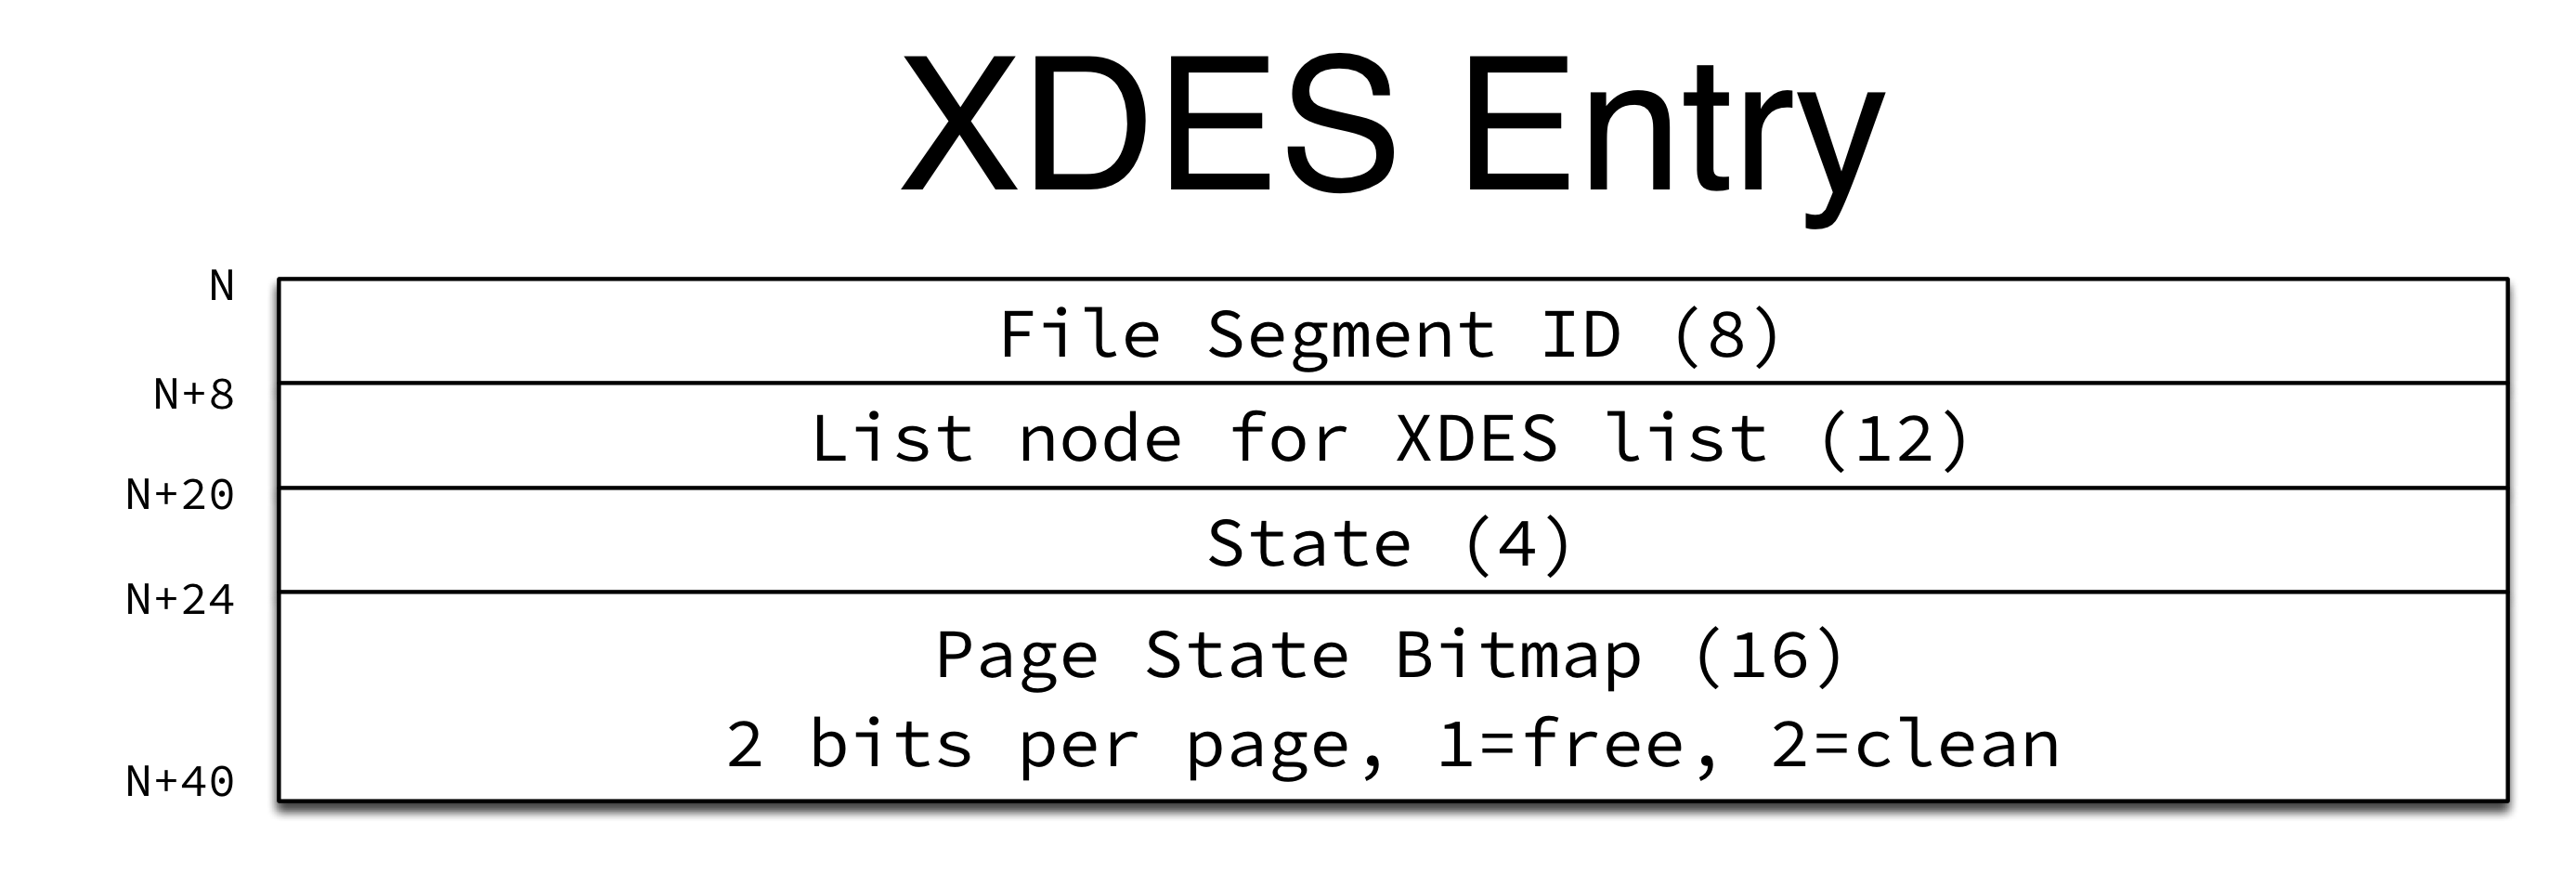 XDES Entry
N
File Segment ID (8)
N+8
List node for XDES list (12)
N+20
State (4)
N+24
Page State Bitmap (16)
2 bits per page, 1=free, 2=clean
N+40